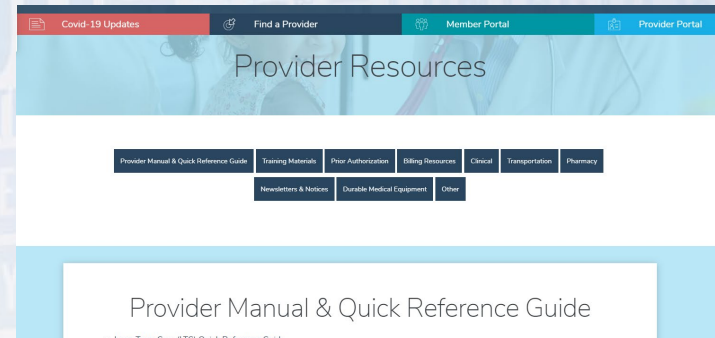 Covid-19 Updates Find a Provider Member Portal Provider Portal
Provider Resources
Provider Manual & Quick Reference Guide Training Materials Prior Authorization Billing Resources Clinical Transportation Pharmacy
Newsletters & Notices Durable Medical Equipment Other
Provider Manual & Quick Reference Guide